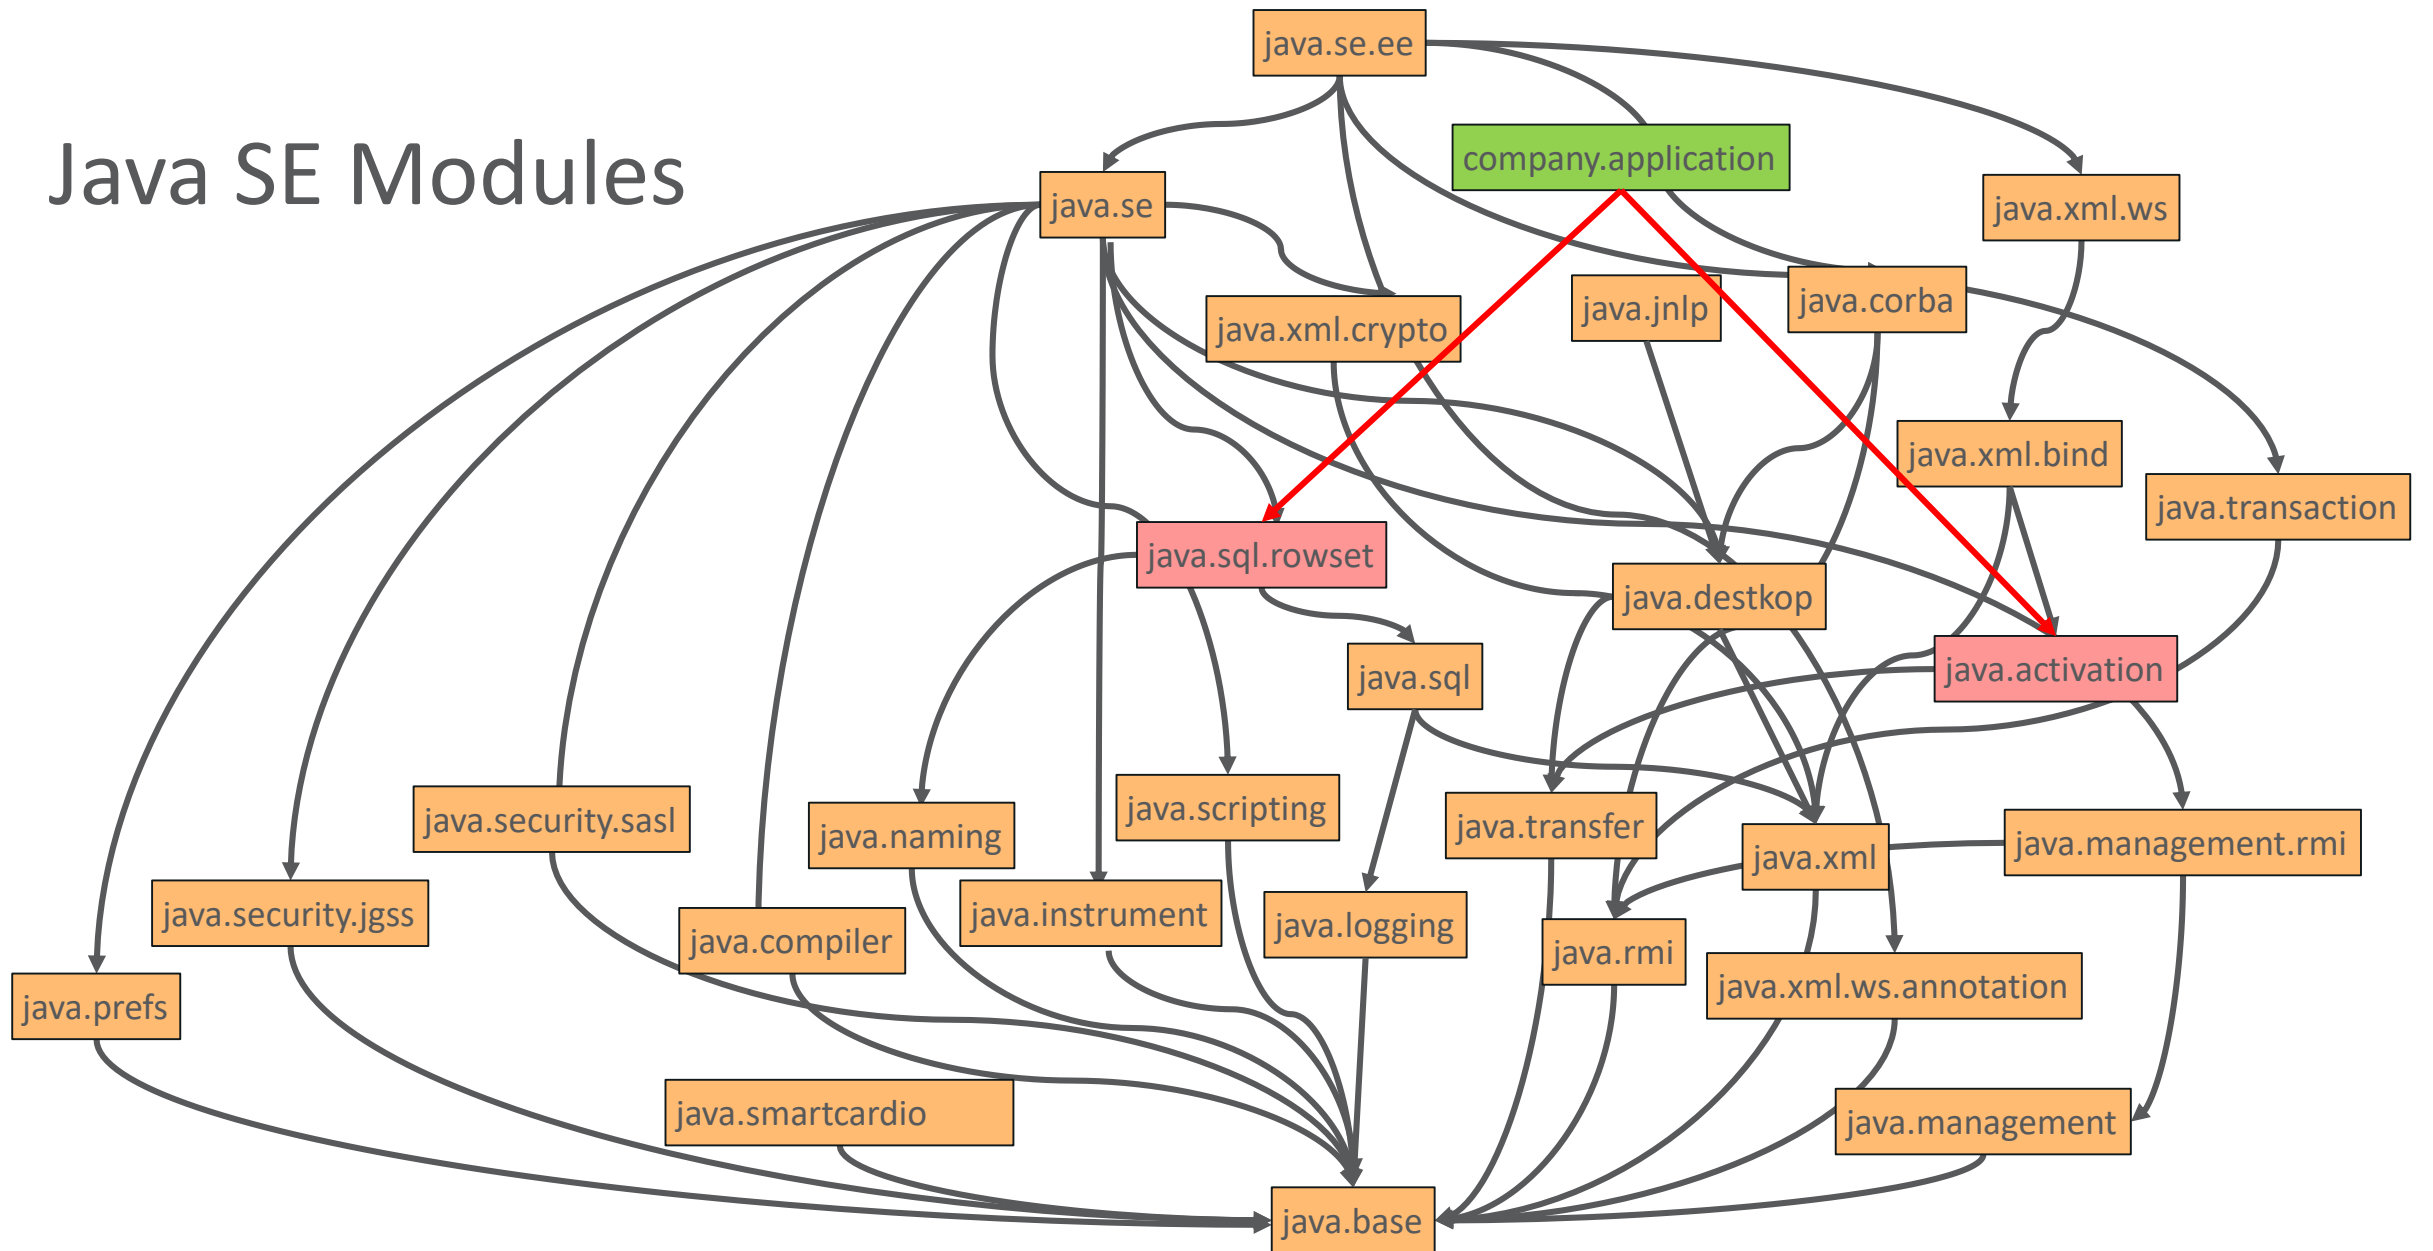 java.se.ee
company.application
Java SE Modules
java.se
java.xml.ws
java.xml.crypto
java.jnlp
java.corba
java.xml.bind
java.transaction
java.sql.rowset
java.destkop
java.sql
java.activation
java.security.sasl
java.naming
java.scripting
java.transfer
java.xml
java.management.rmi
java.security.jgss
java.compiler
java.instrument
java.logging
java.rmi
java.prefs
java.xml.ws.annotation
java.smartcardio
java.management
java.base